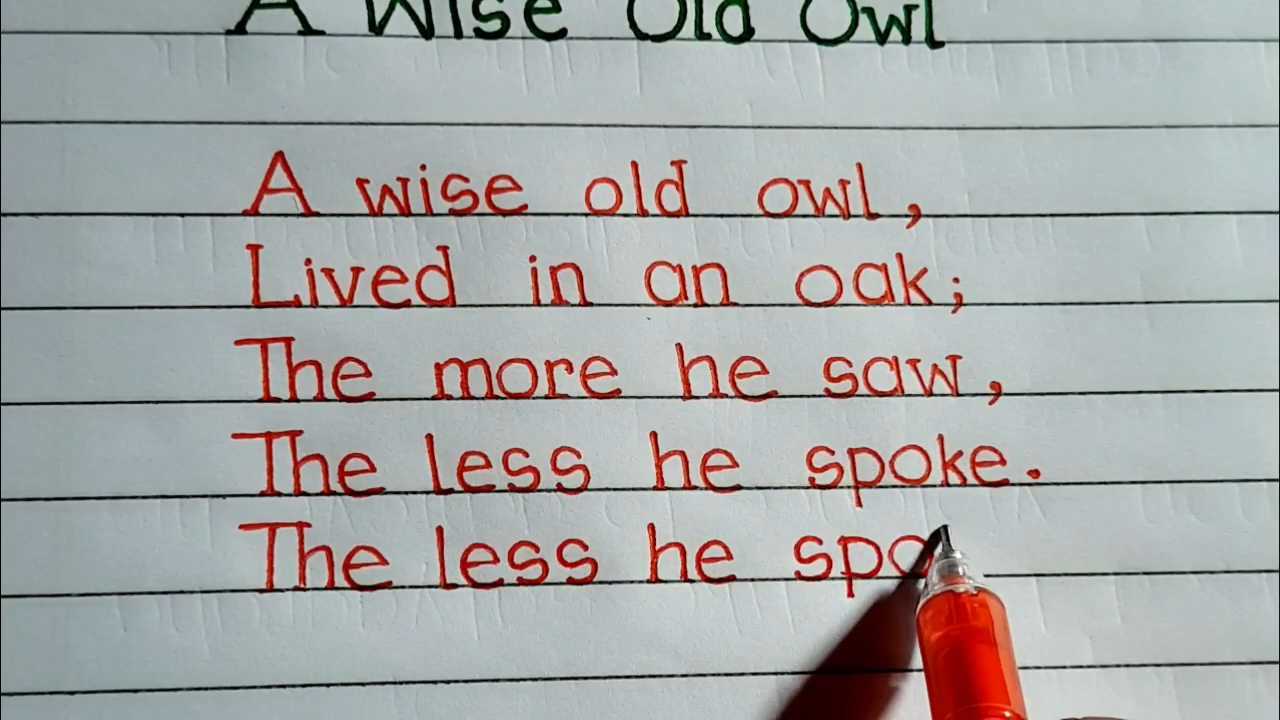 A Wise Old Owl
A wise old owl,
Lived in an oak;
The more he saw,
The less he spoke.
The less he spo